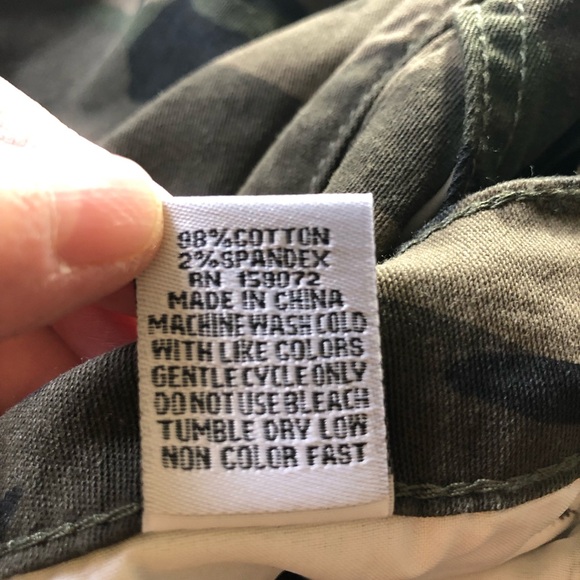 98%COTTON
2%SPANDEX
RN 159072
MADE IN CHINA
MACHINE WASH COLD
WITH LIKE COLORS
GENTLE CYCLE ONLY
DO NOT USE BLEACH
TUMBLE DRY LOW
NON COLOR FAST